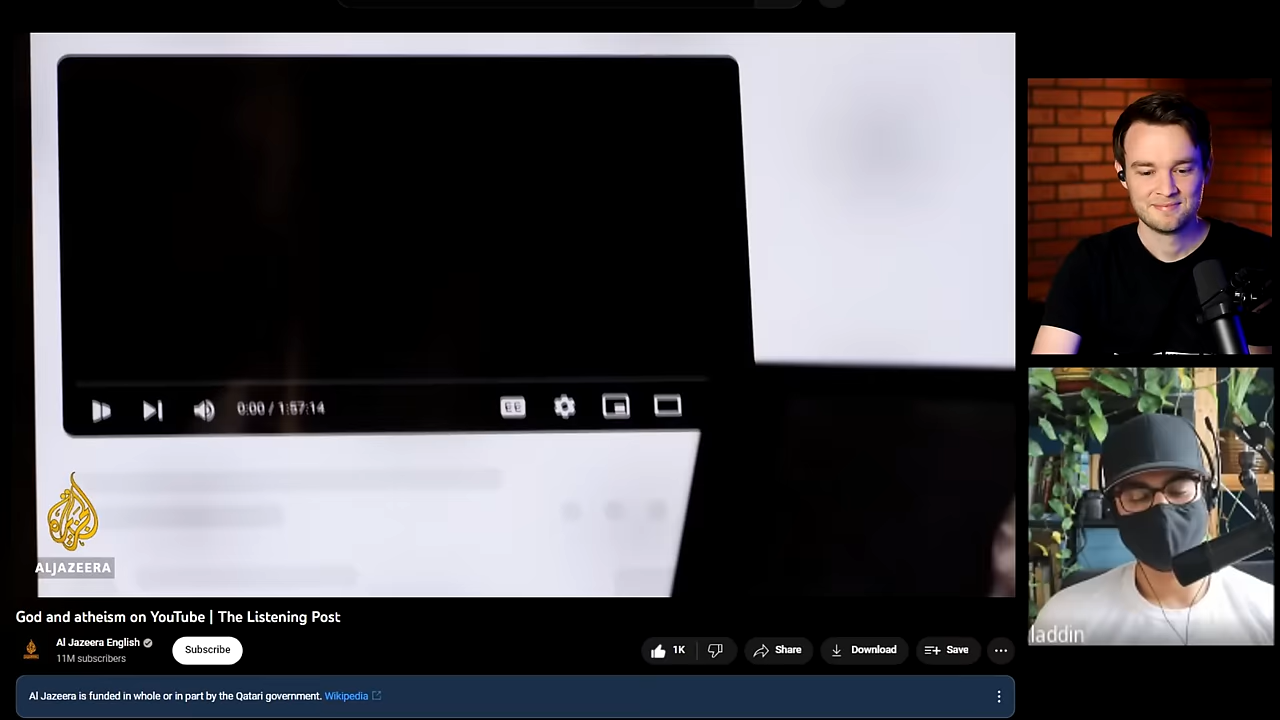 0:00 / 1:57:14
CC
ALJAZEERA
God and atheism on YouTube | The Listening Post
Al Jazeera English
11M subscribers
Subscribe
1K
Share
Download
Save
Al Jazeera is funded in whole or in part by the Qatari government. Wikipedia
laddin